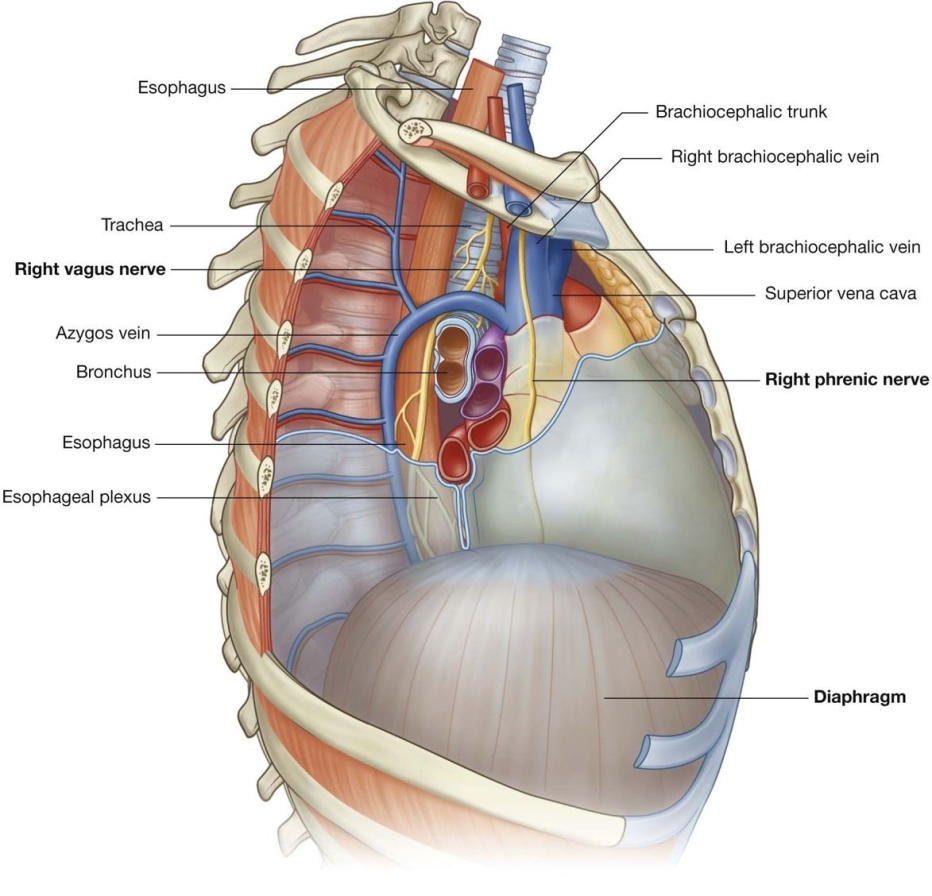 Esophagus
Brachiocephalic trunk
Right brachiocephalic vein
Trachea
Left brachiocephalic vein
Right vagus nerve
Superior vena cava
Azygos vein
Bronchus
Right phrenic nerve
Esophagus
Esophageal plexus
Diaphragm